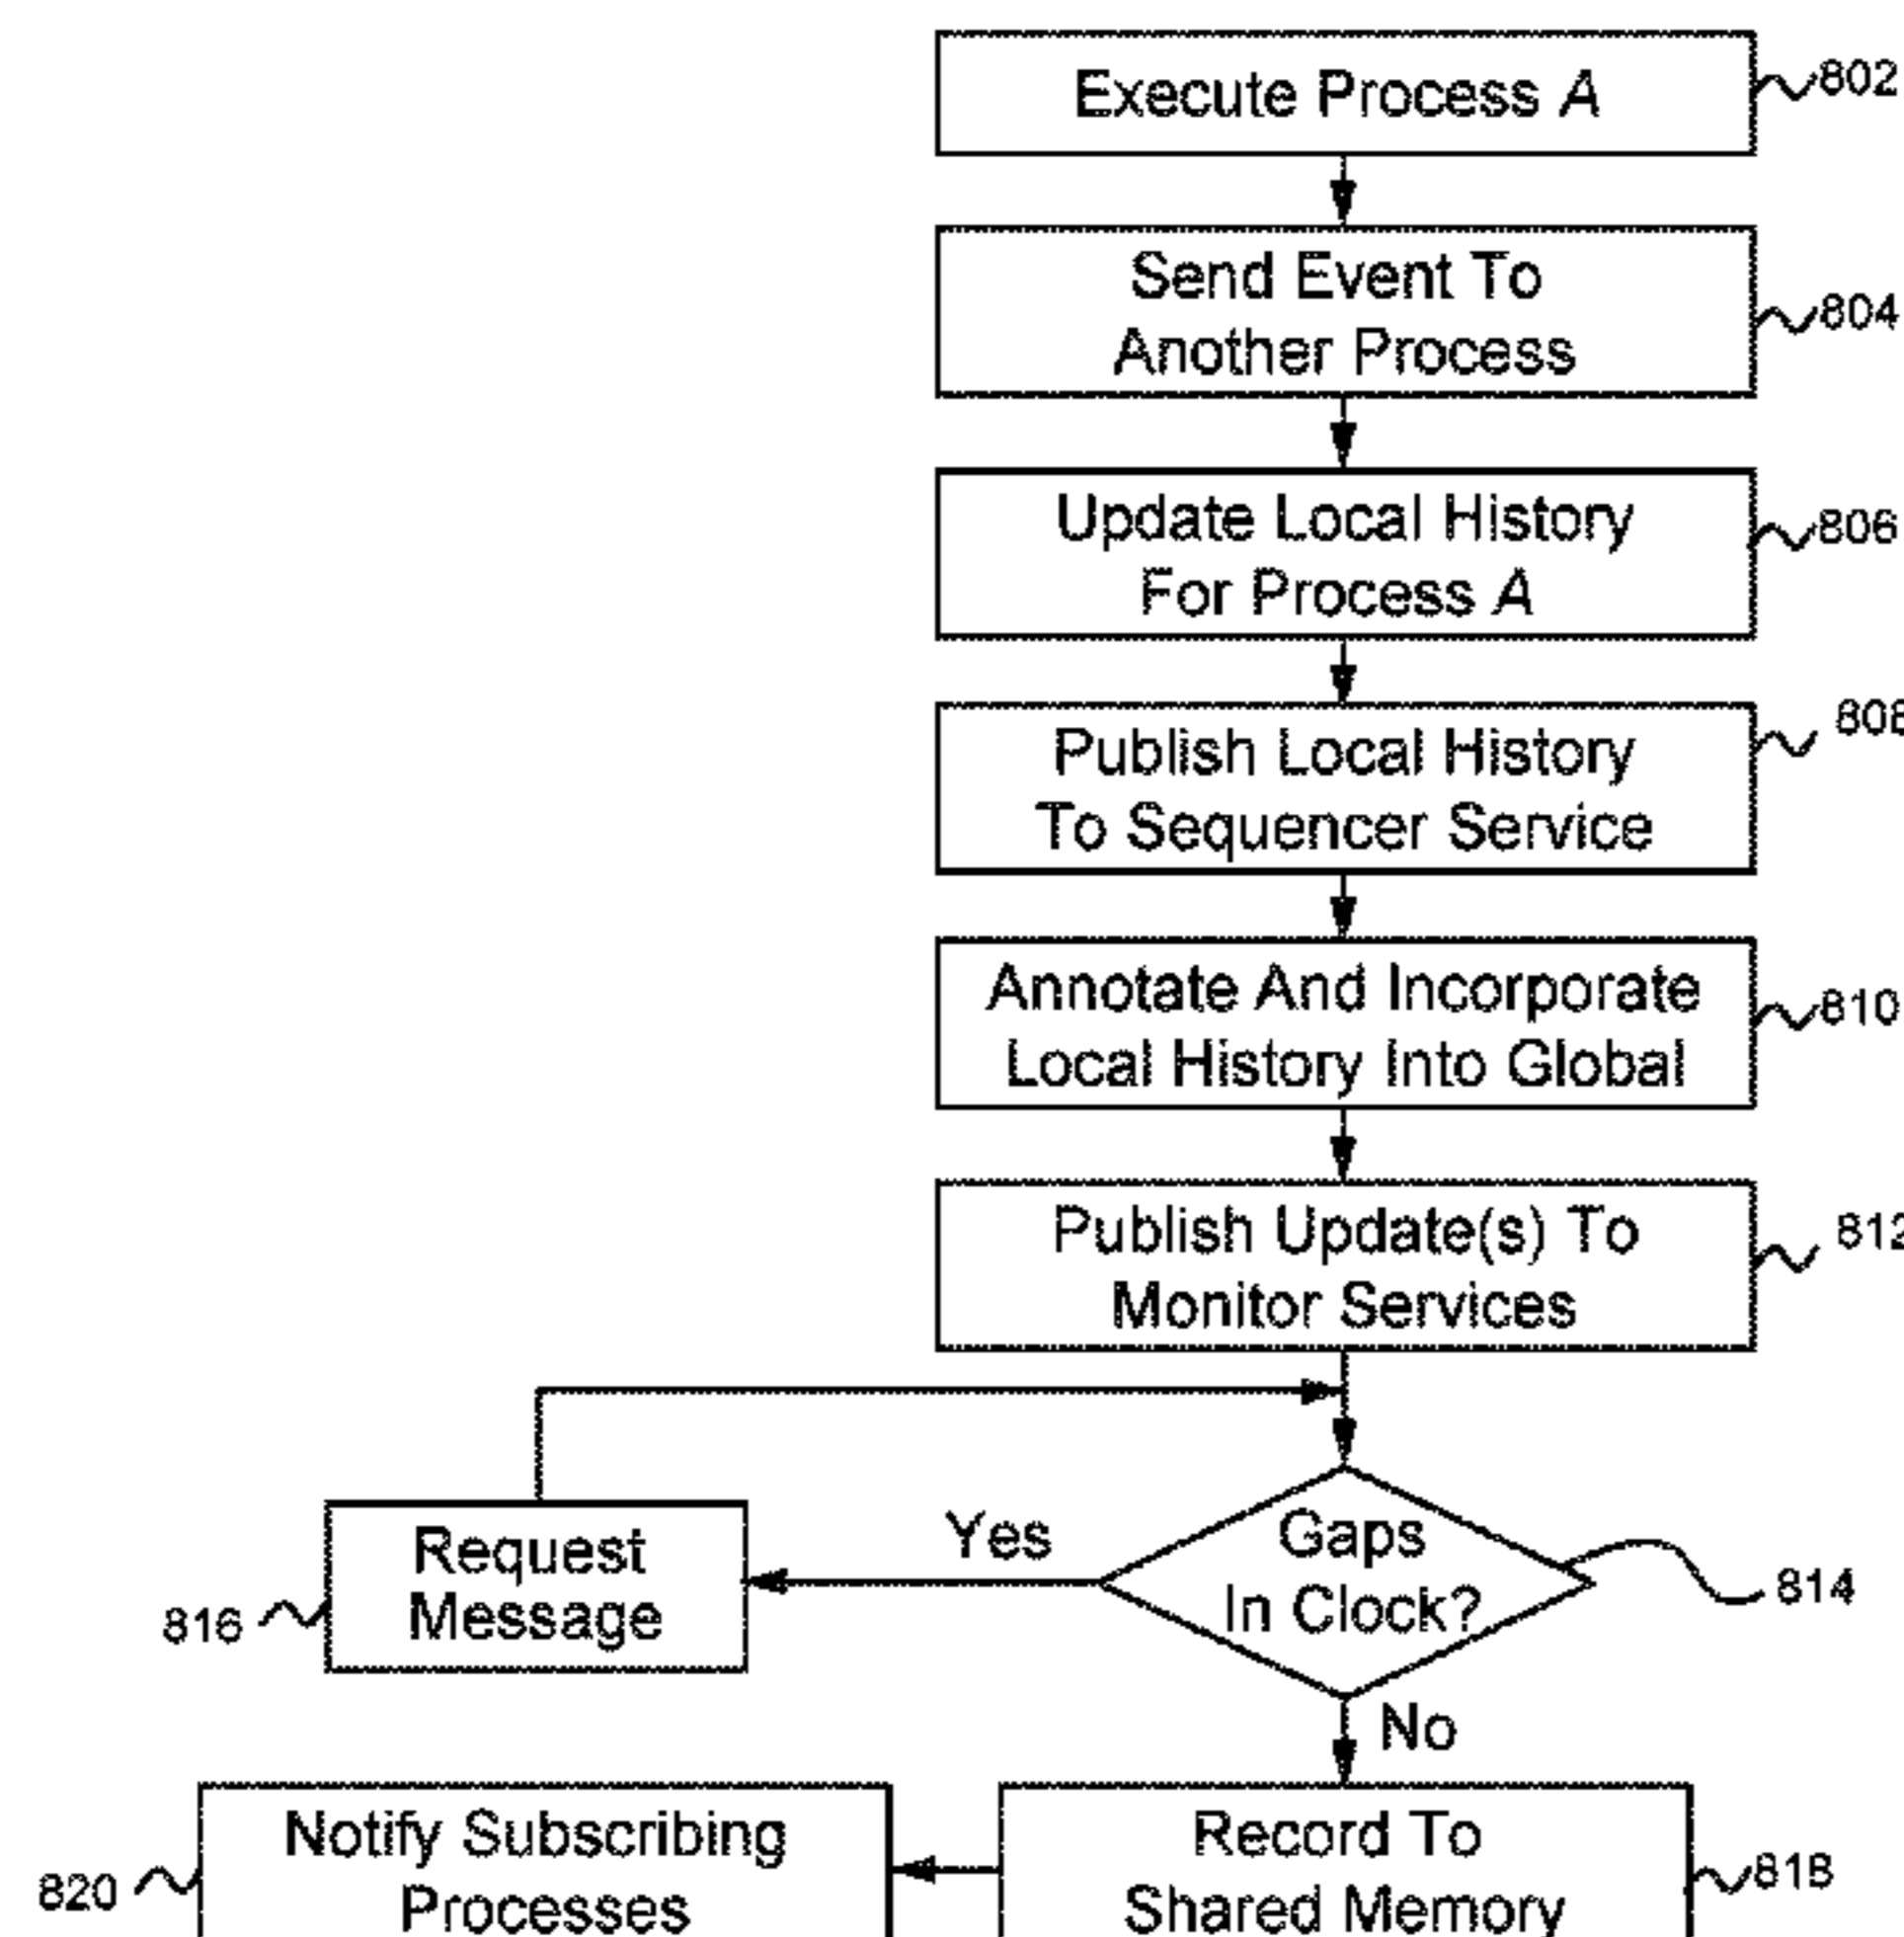 Execute Process A
802
Send Event To
Another Process
804
Update Local History
For Process A
806
Publish Local History
To Sequencer Service
808
Annotate And Incorporate
Local History Into Global
810
Publish Update(s) To
Monitor Services
812
Gaps
In Clock?
814
Yes
Request
Message
816
No
Record To
Shared Memory
818
Notify Subscribing
Processes
820